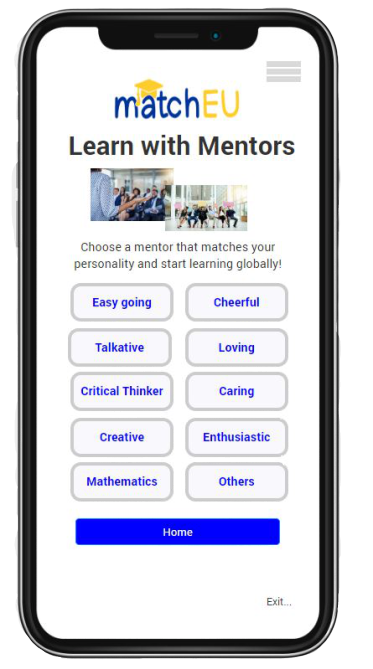 matchEU
Learn with Mentors
Choose a mentor that matches your
personality and start learning globally!
Easy going
Cheerful
Talkative
Loving
Critical Thinker
Caring
Creative
Enthusiastic
Mathematics
Others
Home
Exit...